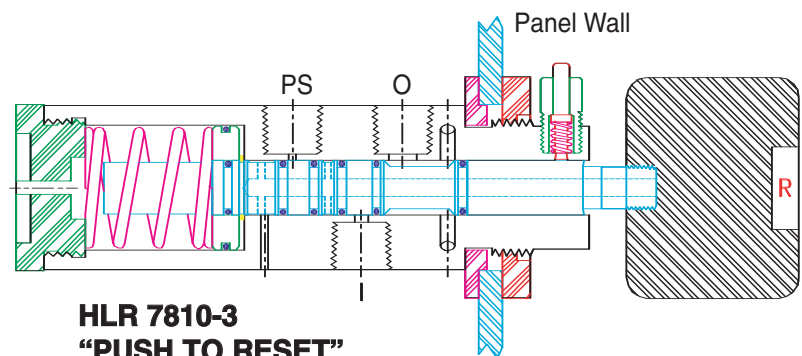 Panel Wall
PS O
R
I
HLR 7810-3
“PUSH TO RESET”